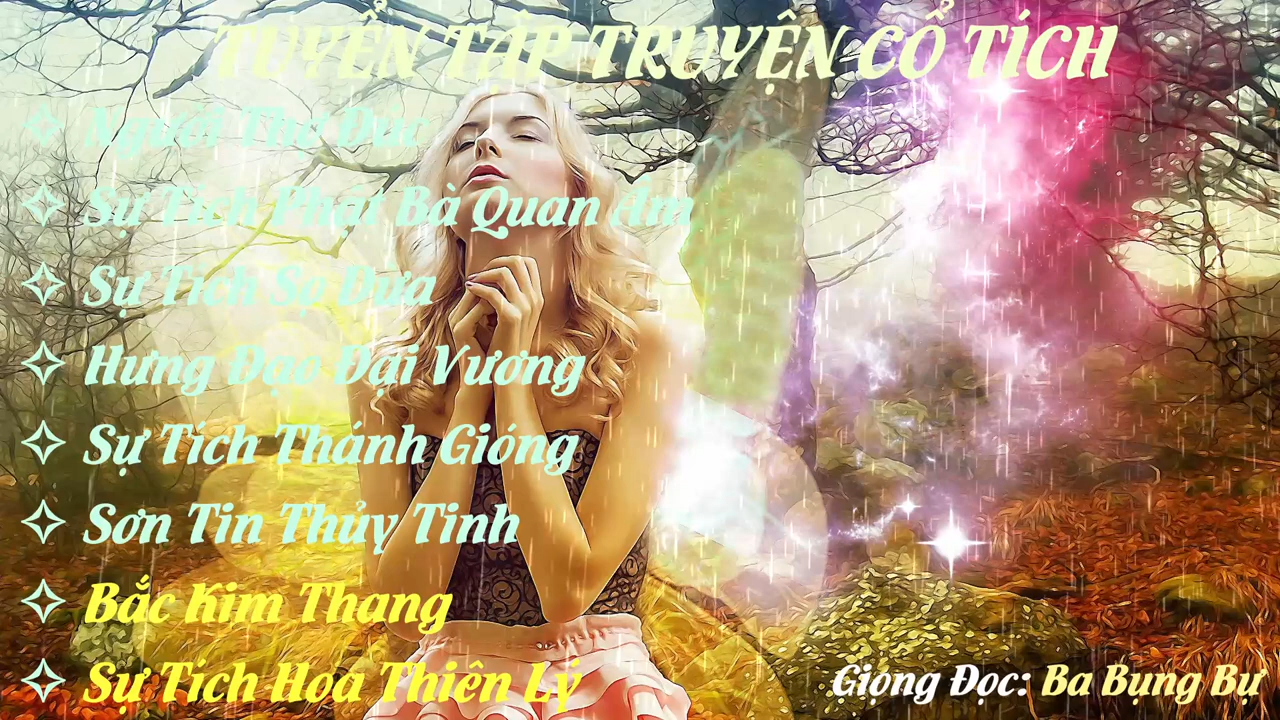 TUYỂN TẬP TRUYỆN CỔ TÍCH
Người Thợ Đúc
Sự Tích Phật Bà Quan Âm
Sự Tích Sọ Dừa
Hưng Đạo Đại Vương
Sự Tích Thánh Gióng
Sơn Tin Thủy Tinh
Bắc Kim Thang
Sự Tích Hoa Thiên Lý
Giọng Đọc: Ba Bụng Bự